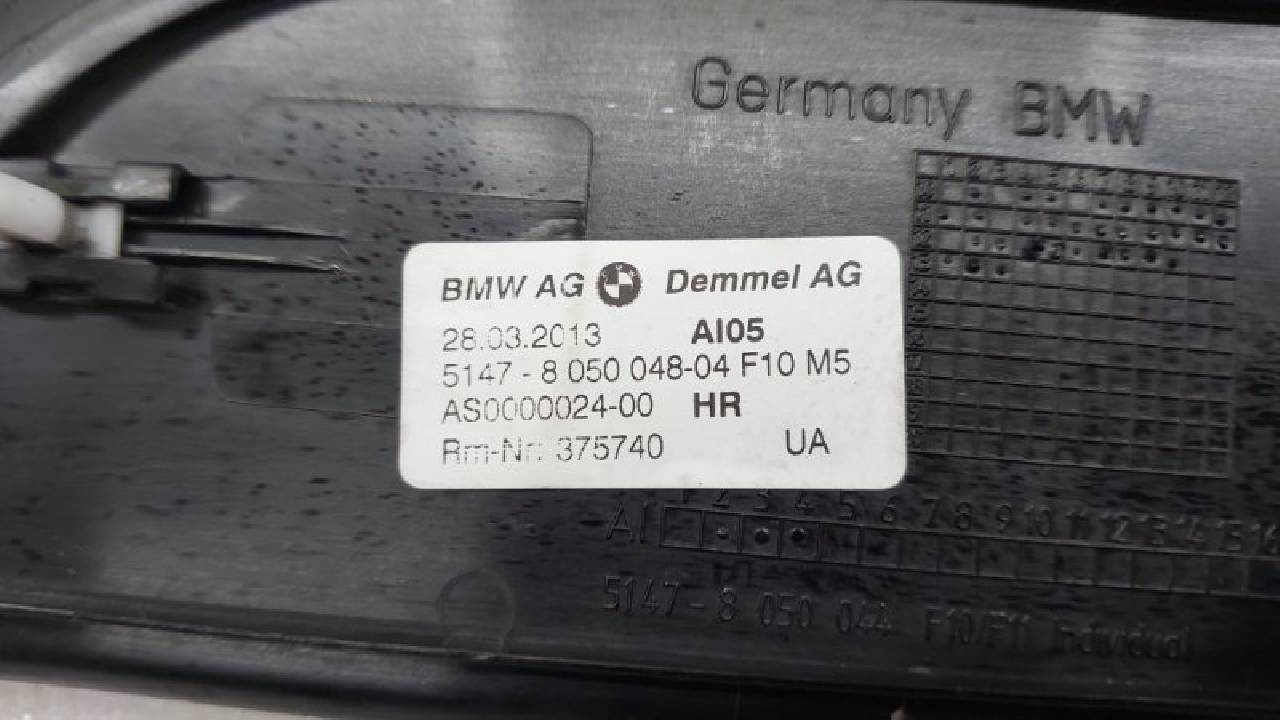 Germany BMW
BMW AG Demmel AG
28.03.2013 AI05
5147 - 8 050 048-04 F10 M5
AS0000024-00 HR
Rm-Nr: 375740 UA
1 2 3 4 5 6 7 8 9 10 11 12 13 14 15 16
AI
5147-8 050 044 F10/F11 Individual